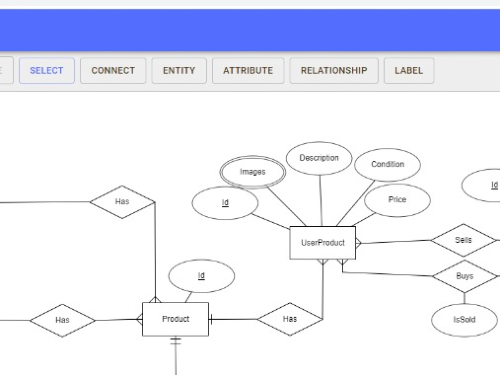 SELECT
CONNECT
ENTITY
ATTRIBUTE
RELATIONSHIP
LABEL
Description
Images
Condition
Id
Id
Price
Has
UserProduct
Sells
Id
Buys
Has
Product
Has
IsSold